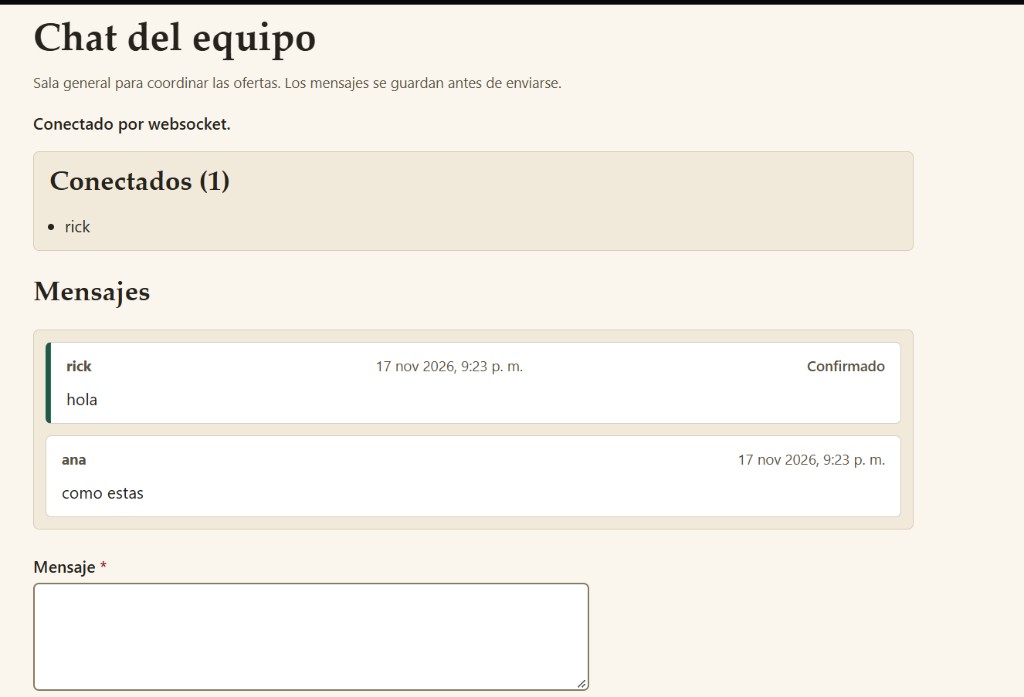 Chat del equipo
Sala general para coordinar las ofertas. Los mensajes se guardan antes de enviarse.
Conectado por websocket.
Conectados (1)
rick
Mensajes
rick 17 nov 2026, 9:23 p. m. Confirmado
hola
ana 17 nov 2026, 9:23 p. m.
como estas
Mensaje *